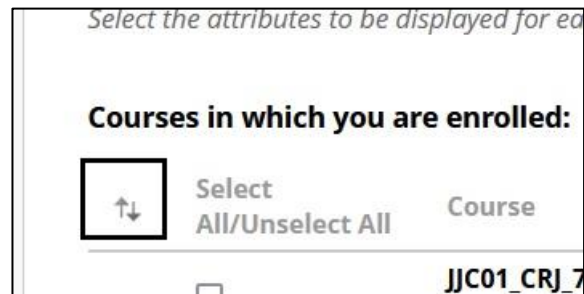 Select the attributes to be displayed for
Courses in which you are enrolled:
Select
All/Unselect All
Course
JJC01_CRJ_7